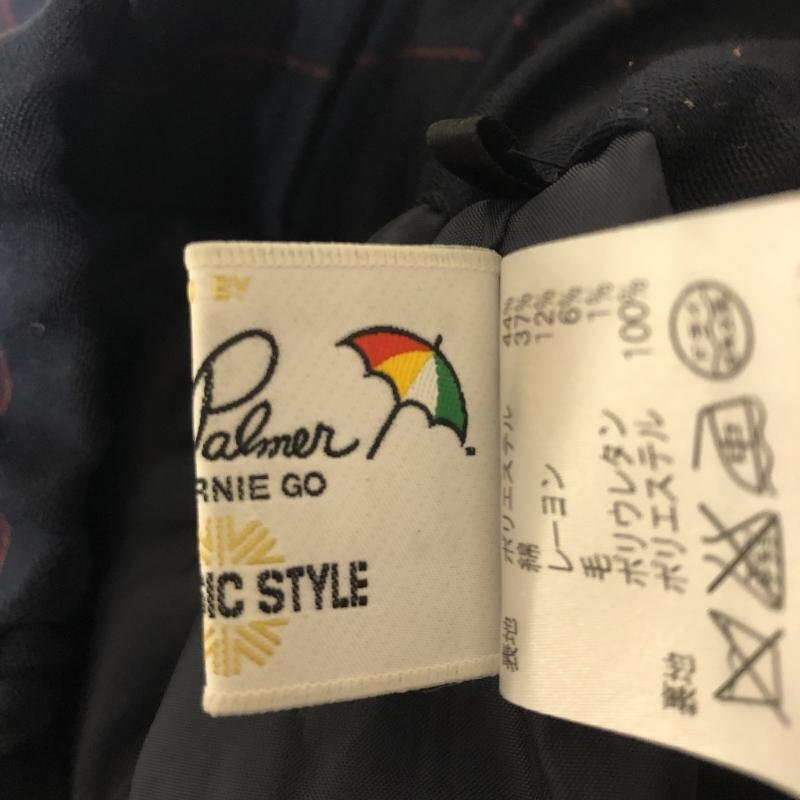 Palmer
RNIE GO
IC STYLE
表地 ポリエステル 44%
綿 37%
レーヨン 12%
毛 6%
ポリウレタン 1%
裏地 ポリエステル 100%